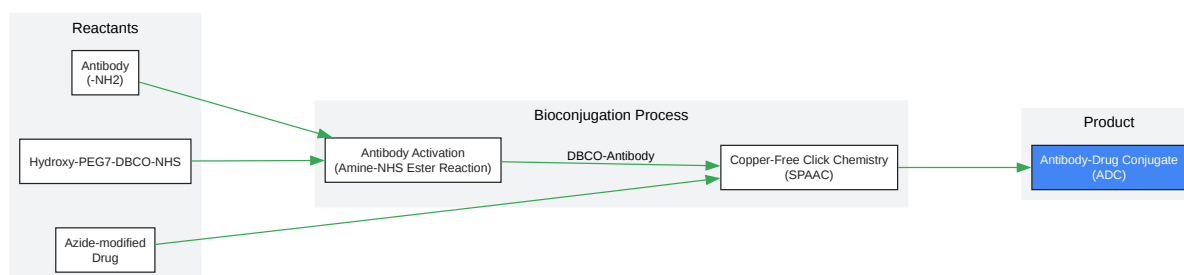 Reactants
Antibody
(-NH2)
Hydroxy-PEG7-DBCO-NHS
Azide-modified
Drug
Bioconjugation Process
Antibody Activation
(Amine-NHS Ester Reaction)
DBCO-Antibody
Copper-Free Click Chemistry
(SPAAC)
Product
Antibody-Drug Conjugate
(ADC)